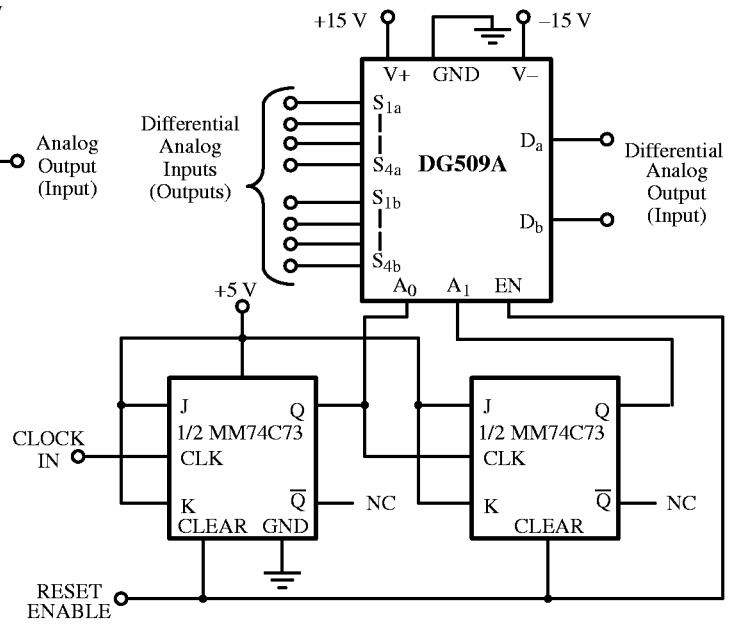 +15 V
–15 V
V+ GND V–
Differential
Analog
Inputs
(Outputs)
S1a
S4a
S1b
S4b
DG509A
Da
Db
A0 A1 EN
Analog
Output
(Input)
Differential
Analog
Output
(Input)
+5 V
J Q
1/2 MM74C73
CLK
K Q
CLEAR GND
NC
CLOCK
IN
J Q
1/2 MM74C73
CLK
K Q
CLEAR
NC
RESET
ENABLE